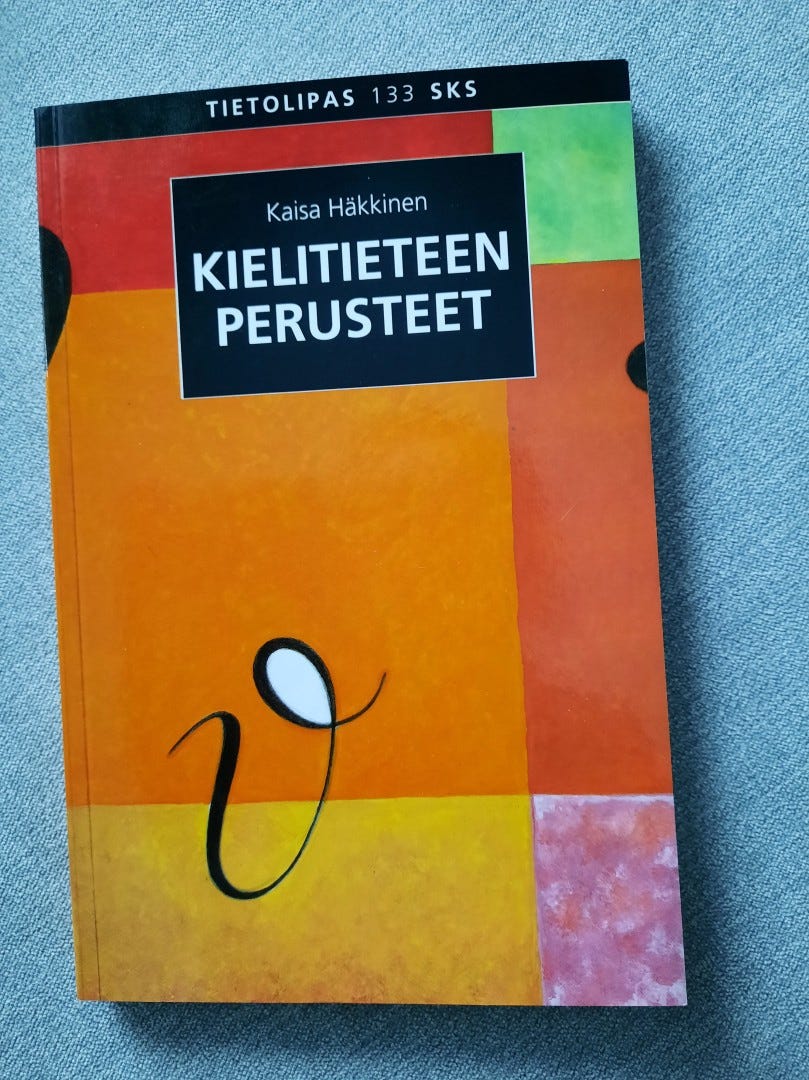 TIETOLIPAS 133 SKS
Kaisa Häkkinen
KIELITIETEEN
PERUSTEET
v